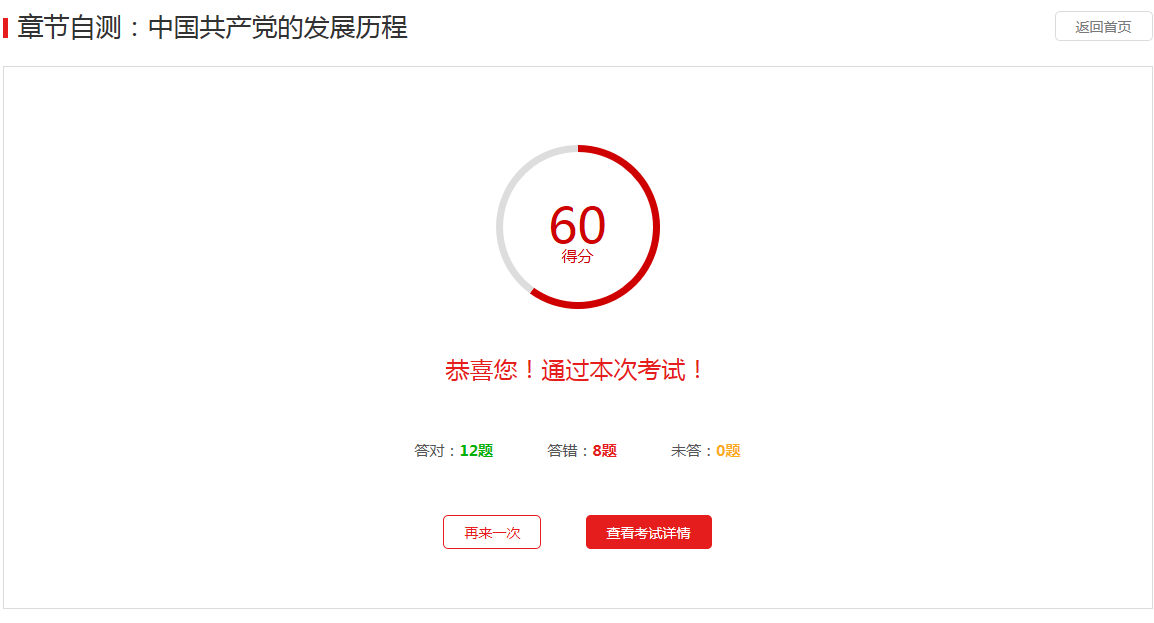 章节自测：中国共产党的发展历程
返回首页
60
得分
恭喜您！通过本次考试！
答对：12题 答错：8题 未答：0题
再来一次 查看考试详情